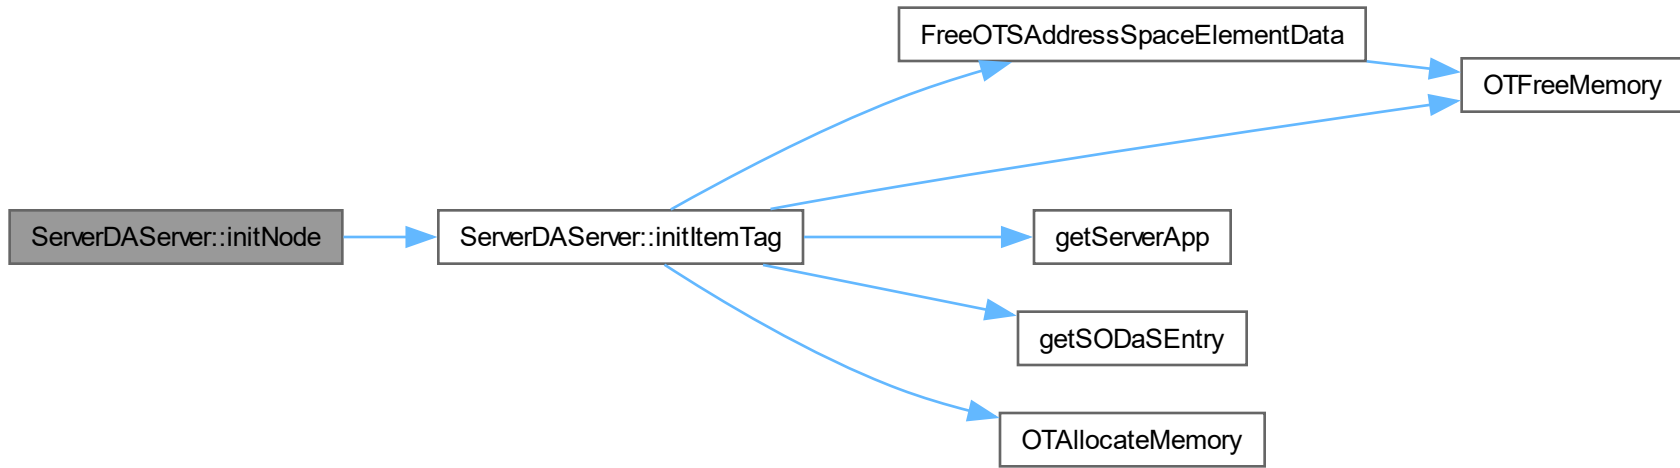 FreeOTSAddressSpaceElementData
OTFreeMemory
ServerDAServer::initNode
ServerDAServer::initItemTag
getServerApp
getSODaSEntry
OTAllocateMemory